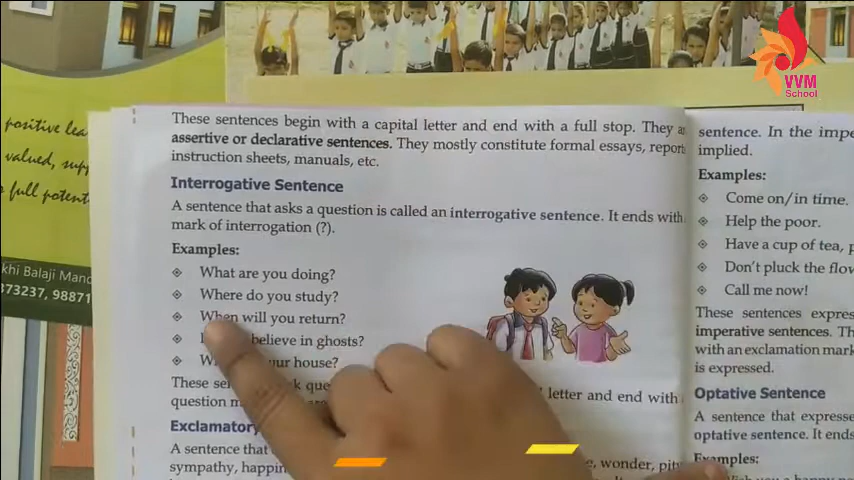 VVM
School
positive lea
valued, sup
o full potent
khi Balaji Mand
373237, 98871
These sentences begin with a capital letter and end with a full stop. They a
assertive or declarative sentences. They mostly constitute formal essays, report
instruction sheets, manuals, etc.
Interrogative Sentence
A sentence that asks a question is called an interrogative sentence. It ends with
mark of interrogation (?).
Examples:
What are you doing?
Where do you study?
When will you return?
believe in ghosts?
our house?
These se k que letter and end with
question m
Exclamatory
A sentence that
sympathy, happin e, wonder, pit
sentence. In the impe
implied.
Examples:
Come on/in time.
Help the poor.
Have a cup of tea, p
Don't pluck the flow
Call me now!
These sentences expres
imperative sentences. Th
with an exclamation mark
is expressed.
Optative Sentence
A sentence that expresse
optative sentence. It ends
Examples: